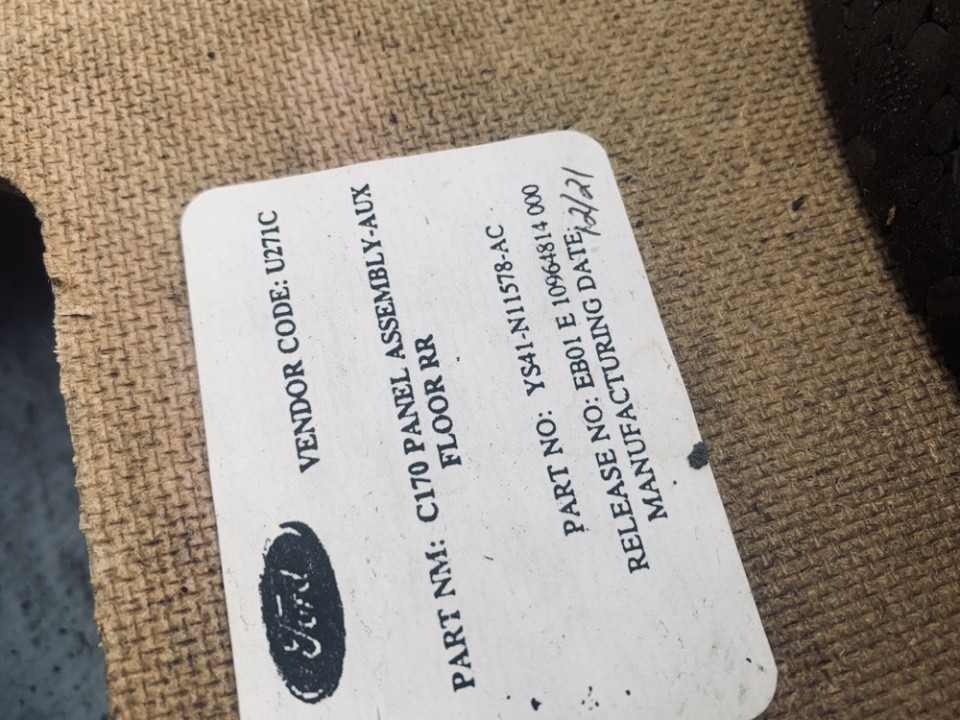 Ford
VENDOR CODE: U271C
PART NM: C170 PANEL ASSEMBLY-AUX
FLOOR RR
PART NO: YS41-N11578-AC
RELEASE NO: EB01 E 10964814 000
MANUFACTURING DATE: 12/21